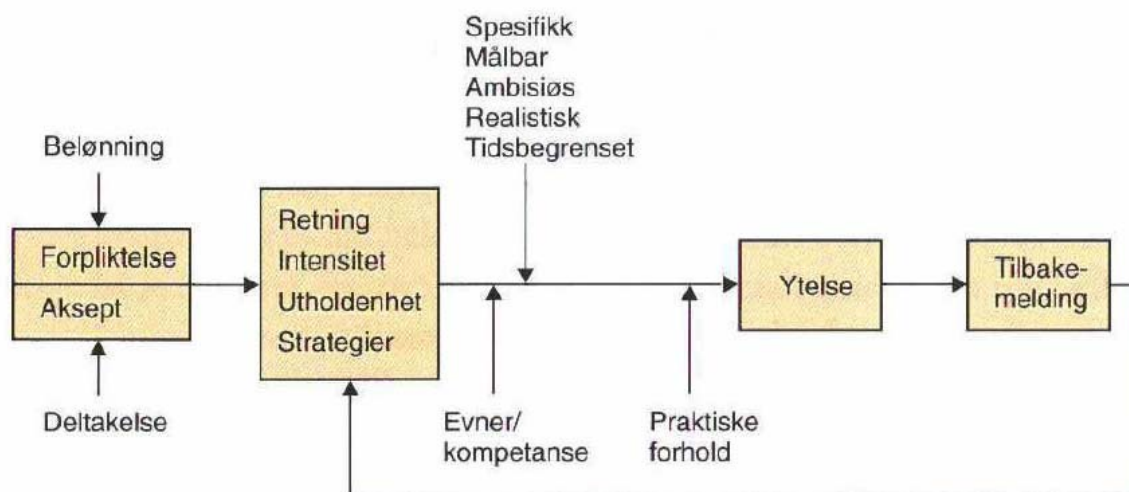 Spesifikk
Målbar
Ambisiøs
Realistisk
Tidsbegrenset
Belønning
Forpliktelse
Aksept
Deltakelse
Retning
Intensitet
Utholdenhet
Strategier
Evner/
kompetanse
Praktiske
forhold
Ytelse
Tilbake-
melding